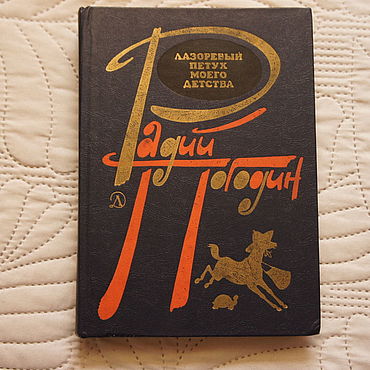 ЛАЗОРЕВЫЙ
ПЕТУХ
МОЕГО
ДЕТСТВА
Радий
Погодин